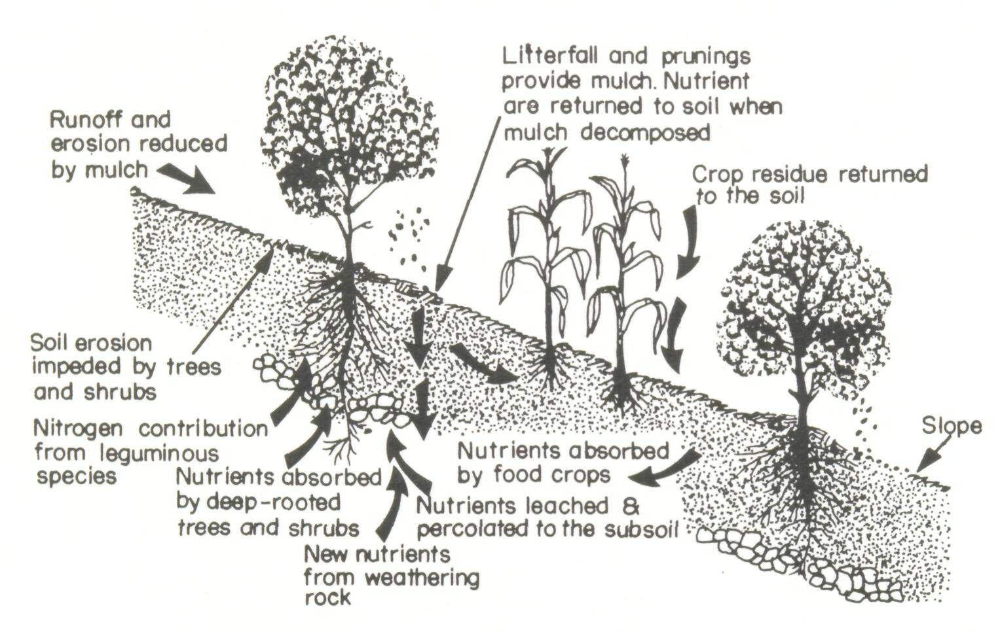 Litterfall and prunings
provide mulch. Nutrient
are returned to soil when
mulch decomposed
Runoff and
erosion reduced
by mulch
Crop residue returned
to the soil
Soil erosion
impeded by trees
and shrubs
Nitrogen contribution
from leguminous
species
Slope
Nutrients absorbed
by food crops
Nutrients absorbed
by deep-rooted
trees and shrubs
Nutrients leached &
percolated to the subsoil
New nutrients
from weathering
rock